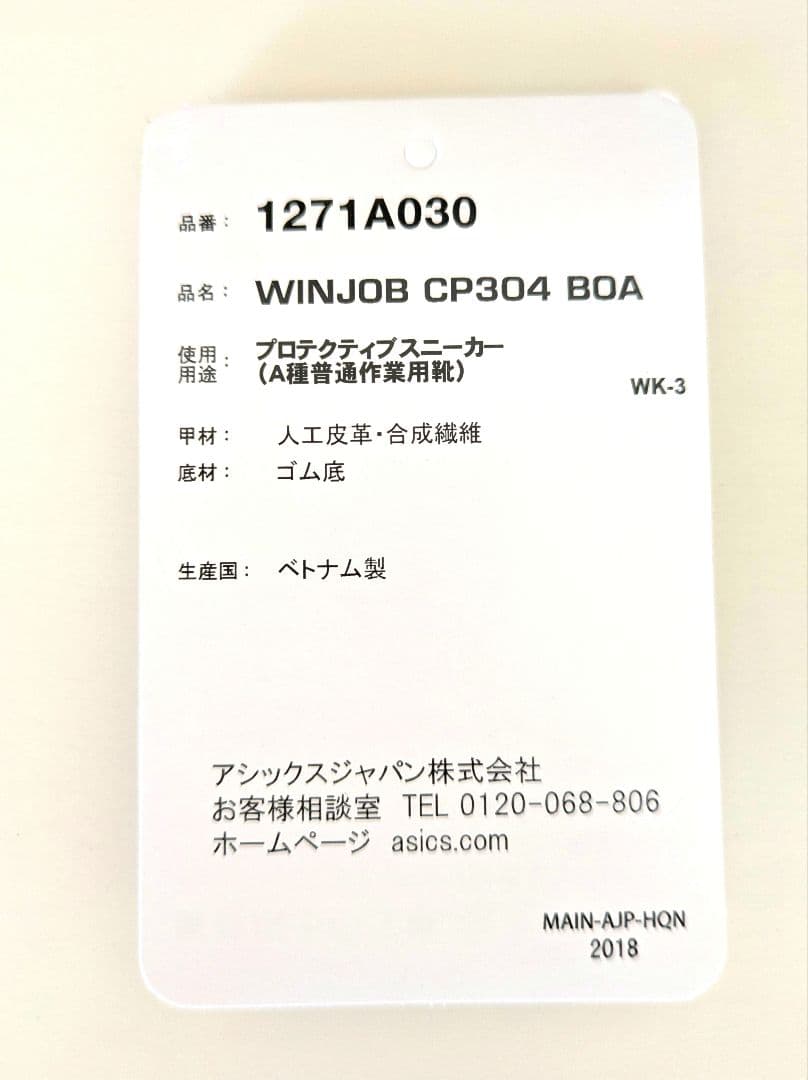 品番： 1271A030
品名： WINJOB CP304 BOA
使用用途： プロテクティブスニーカー
（A種普通作業用靴）
WK-3
甲材： 人工皮革・合成繊維
底材： ゴム底
生産国： ベトナム製
アシックスジャパン株式会社
お客様相談室 TEL 0120-068-806
ホームページ asics.com
MAIN-AJP-HQN
2018